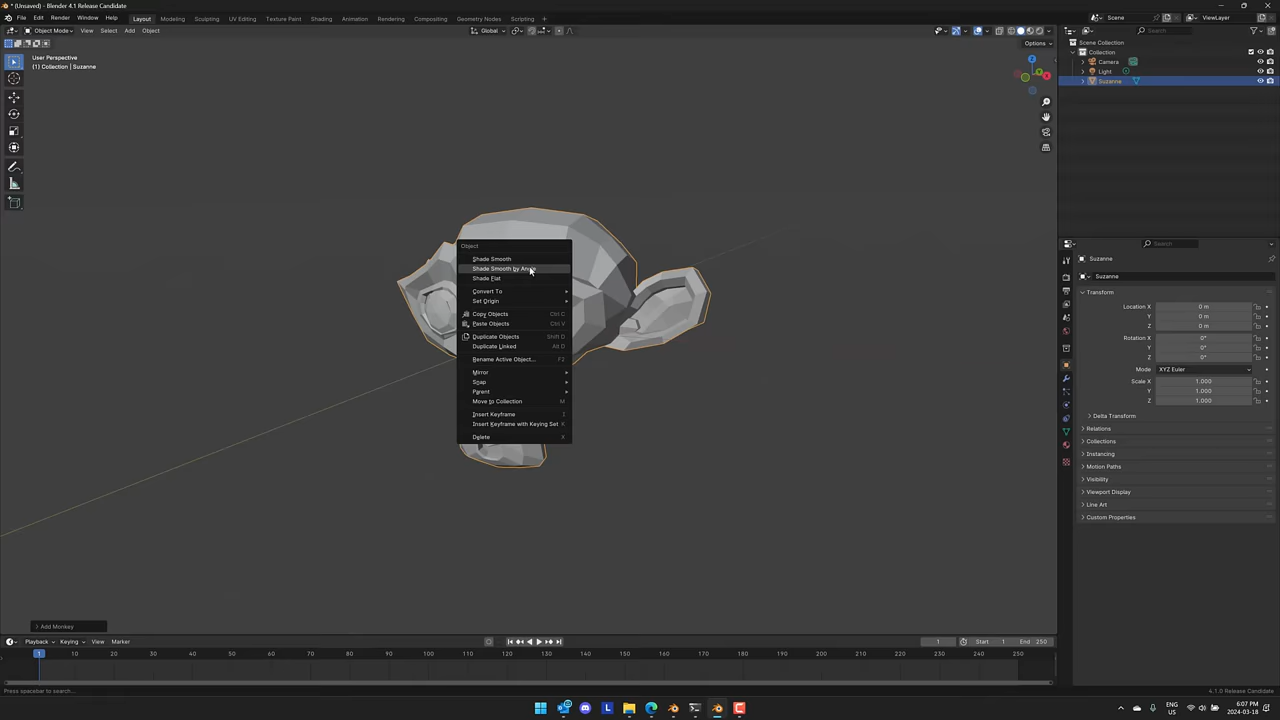 * (Unsaved) - Blender 4.1 Release Candidate
File Edit Render Window Help Layout Modeling Sculpting UV Editing Texture Paint Shading Animation Rendering Compositing Geometry Nodes Scripting Scene ViewLayer
Object Mode View Select Add Object Global Search
Options
User Perspective
(1) Collection | Suzanne
Scene Collection
Collection
Camera
Light
Suzanne
Object
Shade Smooth
Shade Smooth by Angle
Shade Flat
Convert To
Set Origin
Copy Objects Ctrl C
Paste Objects Ctrl V
Duplicate Objects Shift D
Duplicate Linked Alt D
Rename Active Object... F2
Mirror
Snap
Parent
Move to Collection M
Insert Keyframe I
Insert Keyframe with Keying Set K
Delete X
Search
Suzanne
Suzanne
Transform
Location X 0 m
Y 0 m
Z 0 m
Rotation X 0°
Y 0°
Z 0°
Mode XYZ Euler
Scale X 1.000
Y 1.000
Z 1.000
Delta Transform
Relations
Collections
Instancing
Motion Paths
Visibility
Viewport Display
Line Art
Custom Properties
Add Monkey
Playback Keying View Marker 1 Start 1 End 250
1 10 20 30 40 50 60 70 80 90 100 110 120 130 140 150 160 170 180 190 200 210 220 230 240 250
Press spacebar to search... 4.1.0 Release Candidate
ENG
US
6:07 PM
2024-03-18